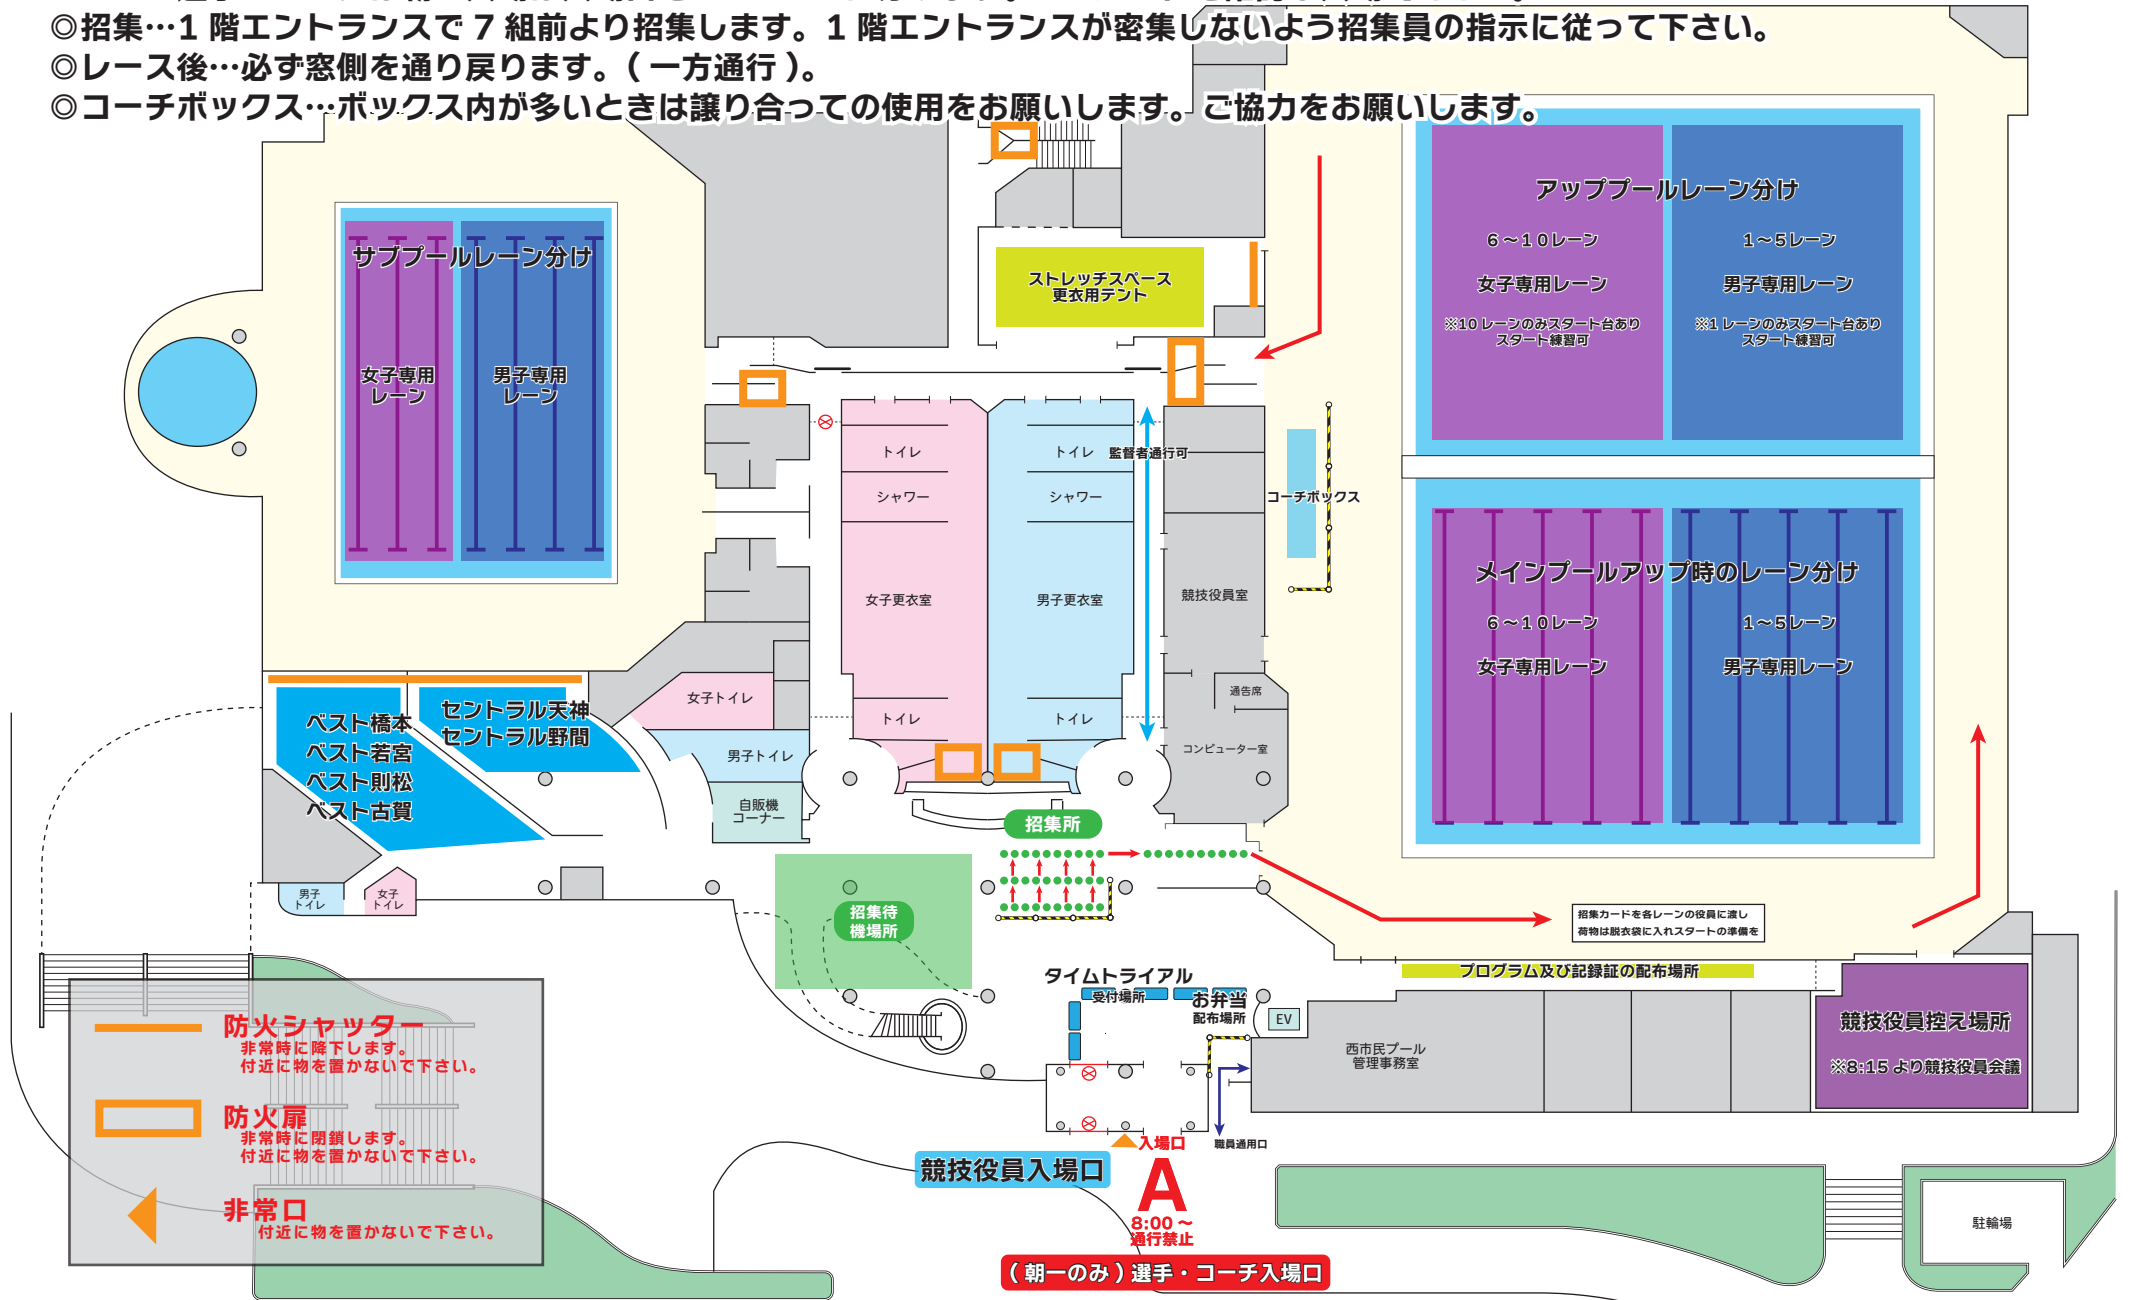 ◎招集…1 階エントランスで 7 組前より招集します。1 階エントランスが密集しないよう招集員の指示に従って下さい。
◎レース後…必ず窓側を通り戻ります。( 一方通行 )。
◎コーチボックス…ボックス内が多いときは譲り合っての使用をお願いします。ご協力をお願いします。
サブプールレーン分け
女子専用
レーン
男子専用
レーン
ストレッチスペース
更衣用テント
アッププールレーン分け
6～10レーン
女子専用レーン
※10 レーンのみスタート台あり
スタート練習可
1～5レーン
男子専用レーン
※1 レーンのみスタート台あり
スタート練習可
トイレ
シャワー
女子更衣室
トイレ
トイレ
シャワー
男子更衣室
トイレ
監督者通行可
コーチボックス
競技役員室
通告席
コンピューター室
メインプールアップ時のレーン分け
6～10レーン
女子専用レーン
1～5レーン
男子専用レーン
ベスト橋本
ベスト若宮
ベスト則松
ベスト古賀
セントラル天神
セントラル野間
女子トイレ
男子トイレ
自販機
コーナー
男子
トイレ
女子
トイレ
招集所
招集待
機場所
招集カードを各レーンの役員に渡し
荷物は脱衣袋に入れスタートの準備を
プログラム及び記録証の配布場所
タイムトライアル
受付場所
お弁当
配布場所
EV
西市民プール
管理事務室
競技役員控え場所
※8:15 より競技役員会議
防火シャッター
非常時に降下します。
付近に物を置かないで下さい。
防火扉
非常時に閉鎖します。
付近に物を置かないで下さい。
非常口
付近に物を置かないで下さい。
職員通用口
入場口
A
8:00 ～
通行禁止
競技役員入場口
( 朝一のみ ) 選手・コーチ入場口
駐輪場